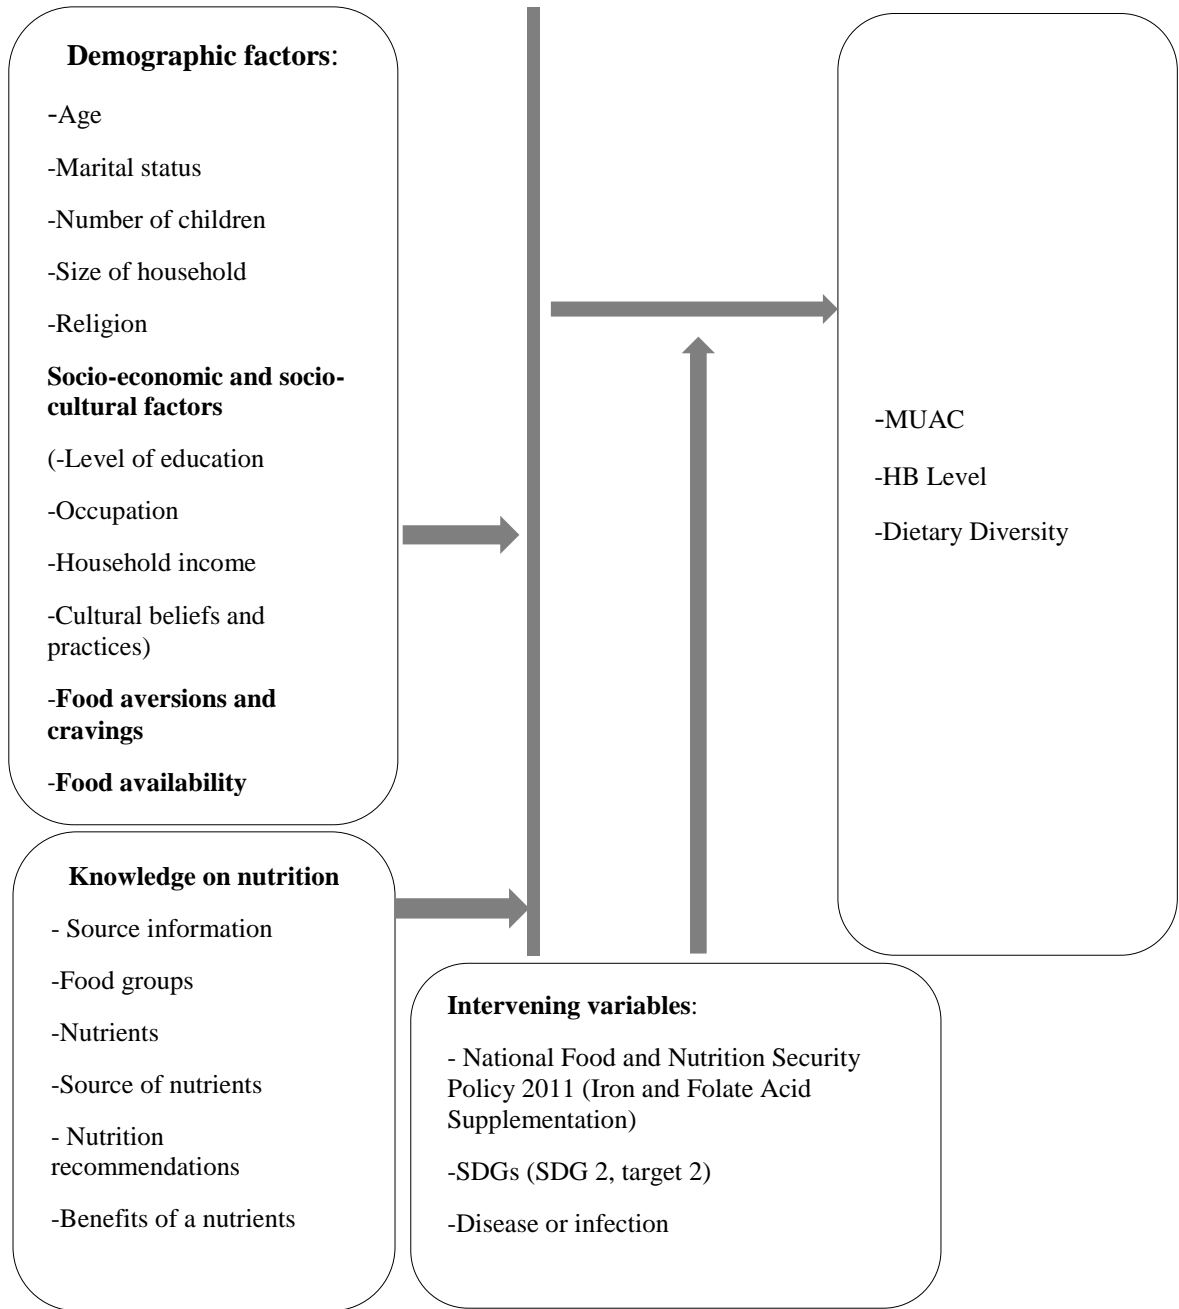 Demographic factors:
-Age
-Marital status
-Number of children
-Size of household
-Religion
Socio-economic and socio-
cultural factors
(-Level of education
-Occupation
-Household income
-Cultural beliefs and
practices)
-Food aversions and
cravings
-Food availability
Knowledge on nutrition
- Source information
-Food groups
-Nutrients
-Source of nutrients
- Nutrition
recommendations
-Benefits of a nutrients
Intervening variables:
- National Food and Nutrition Security
Policy 2011 (Iron and Folate Acid
Supplementation)
-SDGs (SDG 2, target 2)
-Disease or infection
-MUAC
-HB Level
-Dietary Diversity